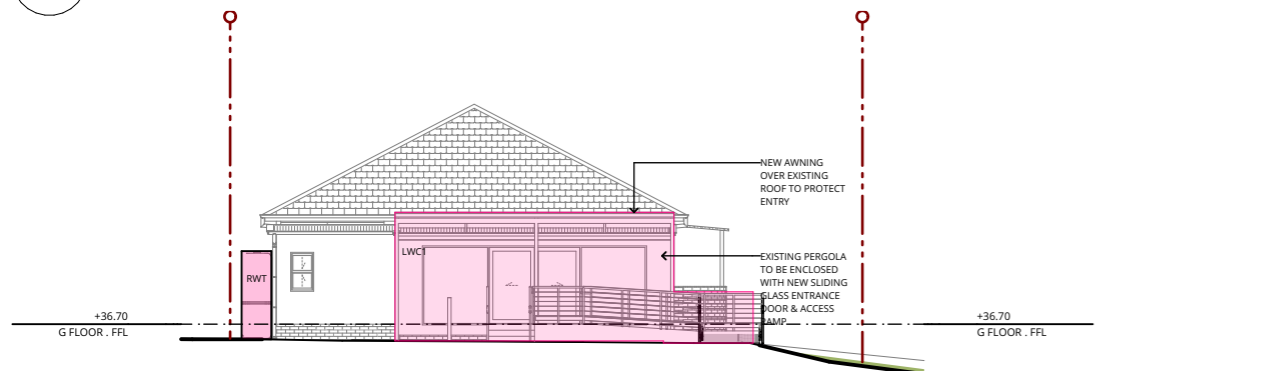 NEW AWNING
OVER EXISTING
ROOF TO PROTECT
ENTRY
LWC1
EXISTING PERGOLA
TO BE ENCLOSED
WITH NEW SLIDING
GLASS ENTRANCE
DOOR & ACCESS
RAMP
RWT
+36.70
G FLOOR . FFL
+36.70
G FLOOR . FFL